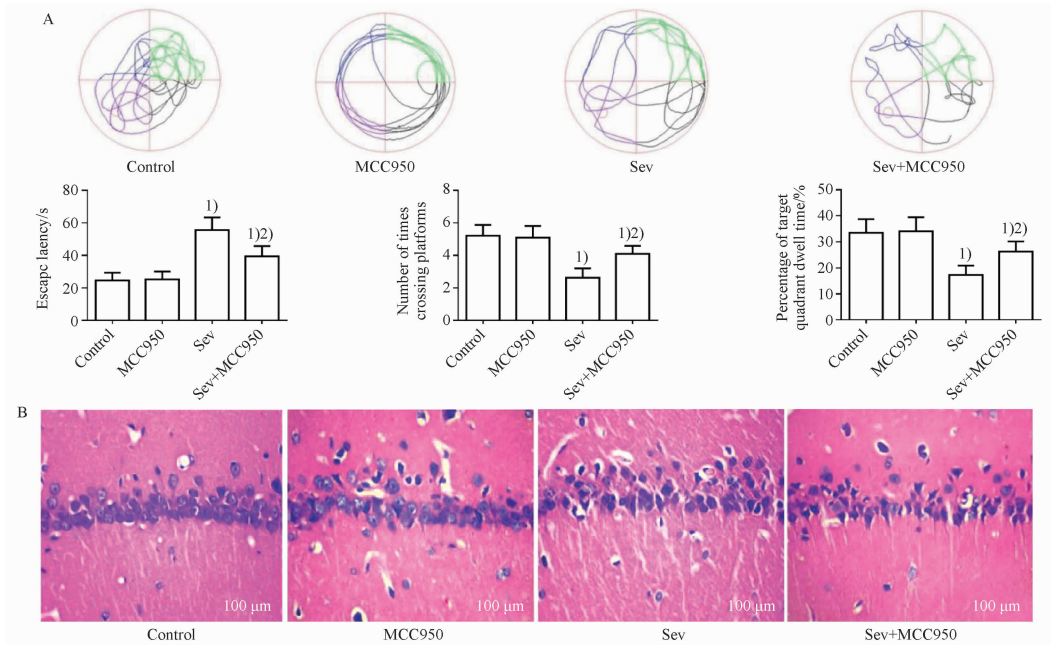 A
Control
MCC950
Sev
Sev+MCC950
Escapc laency/s
80
60
40
20
0
1)
1)2)
Control
MCC950
Sev
Sev+MCC950
Number of times
crossing platforms
8
6
4
2
0
1)
1)2)
Control
MCC950
Sev
Sev+MCC950
Percentage of target
quadrant dwell time/%
50
40
30
20
10
0
1)
1)2)
Control
MCC950
Sev
Sev+MCC950
B
100 μm
100 μm
100 μm
100 μm
Control
MCC950
Sev
Sev+MCC950